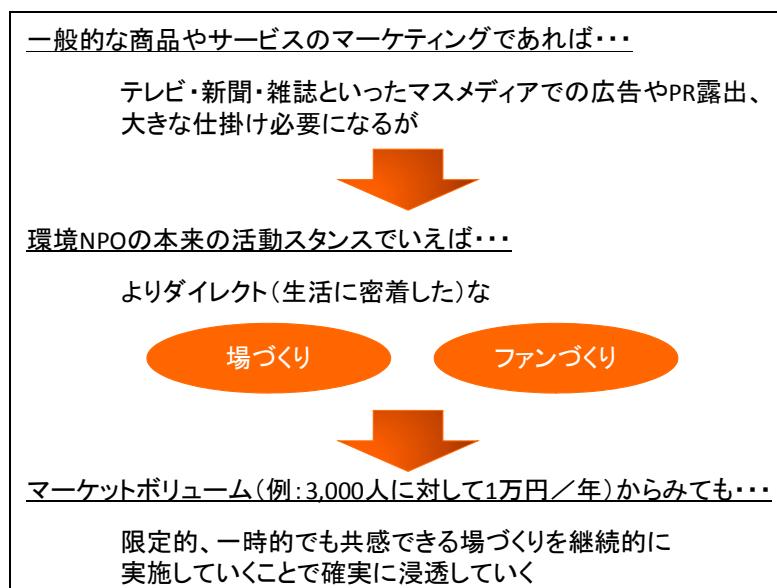 一般的な商品やサービスのマーケティングであれば・・・
テレビ・新聞・雑誌といったマスメディアでの広告やPR露出、
大きな仕掛け必要になるが
環境NPOの本来の活動スタンスでいえば・・・
よりダイレクト（生活に密着した）な
場づくり
ファンづくり
マーケットボリューム（例：3,000人に対して1万円／年）からみても・・・
限定的、一時的でも共感できる場づくりを継続的に
実施していくことで確実に浸透していく